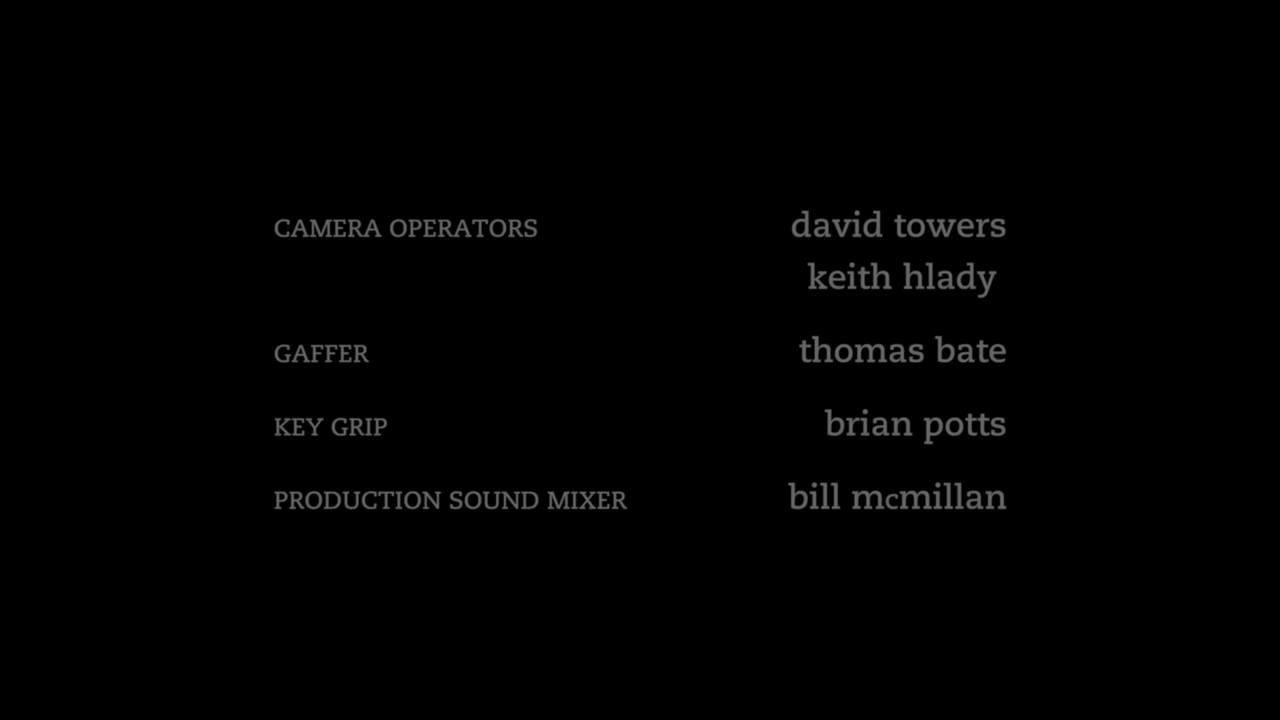 CAMERA OPERATORS david towers
keith hlady
GAFFER thomas bate
KEY GRIP brian potts
PRODUCTION SOUND MIXER bill mcmillan